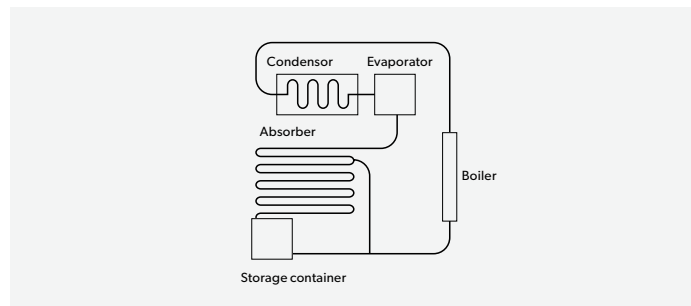 Condensor
Evaporator
Absorber
Boiler
Storage container